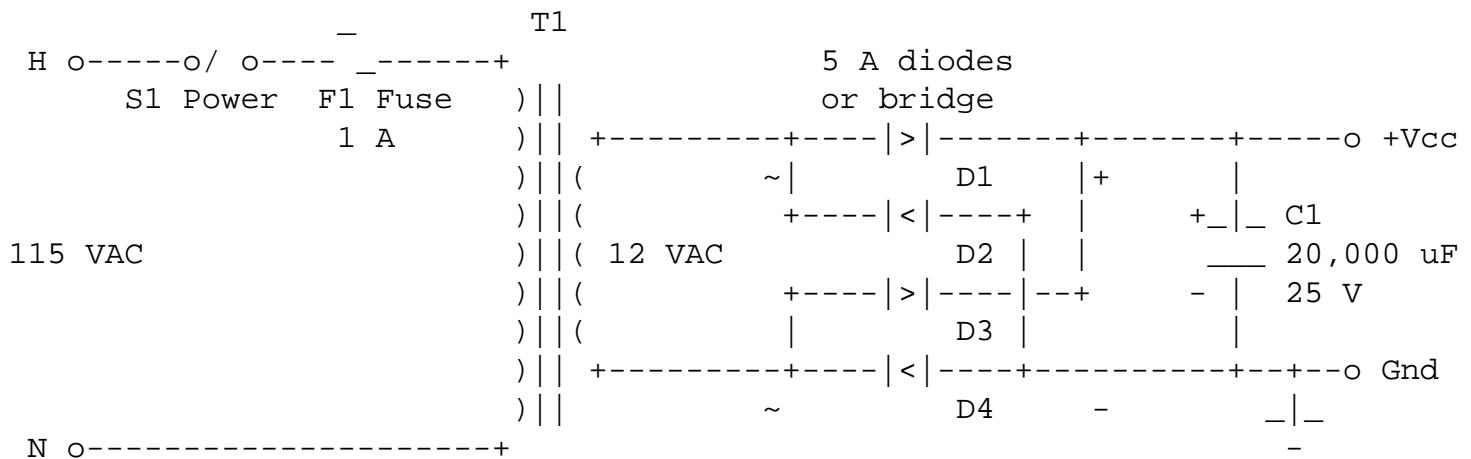 _            T1
 H o-----o/ o---- _------+                5 A diodes
      S1 Power  F1 Fuse   )||             or bridge
                 1 A      )|| +---------+----|>|-------+-------+-----o +Vcc
                          )||(         ~|       D1     |+      |
                          )||(          +----|<|----+  |     +_|_ C1
115 VAC                   )||( 12 VAC           D2 |  |      ___ 20,000 uF
                          )||(          +----|>|----|--+     - |  25 V
                          )||(          |       D3 |          |
                          )|| +---------+----|<|----+----------+--+--o Gnd
                          )||          ~        D4     -        _|_
 N o---------------------+                                       -